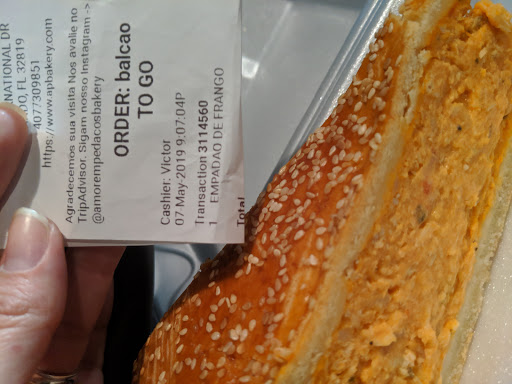 NATIONAL DR
DO, FL 32819
4077309851
https://www.apbakery.com
Agradecemos sua visita Nos avalie no
TripAdvisor. Sigam nosso Instagram ->
@amorempedacosbakery
ORDER: balcao
TO GO
Cashier: Victor
07-May-2019 9:07:04P
Transaction 3114560
1 EMPADAO DE FRANGO
Total